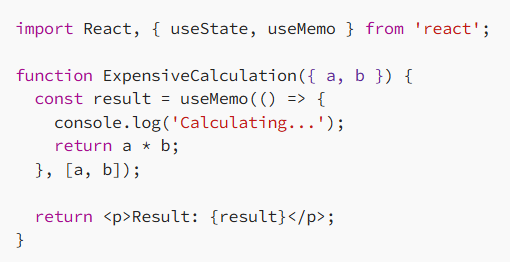 import React, { useState, useMemo } from 'react';
function ExpensiveCalculation({ a, b }) {
  const result = useMemo(() => {
    console.log('Calculating...');
    return a * b;
  }, [a, b]);
  return <p>Result: {result}</p>;
}